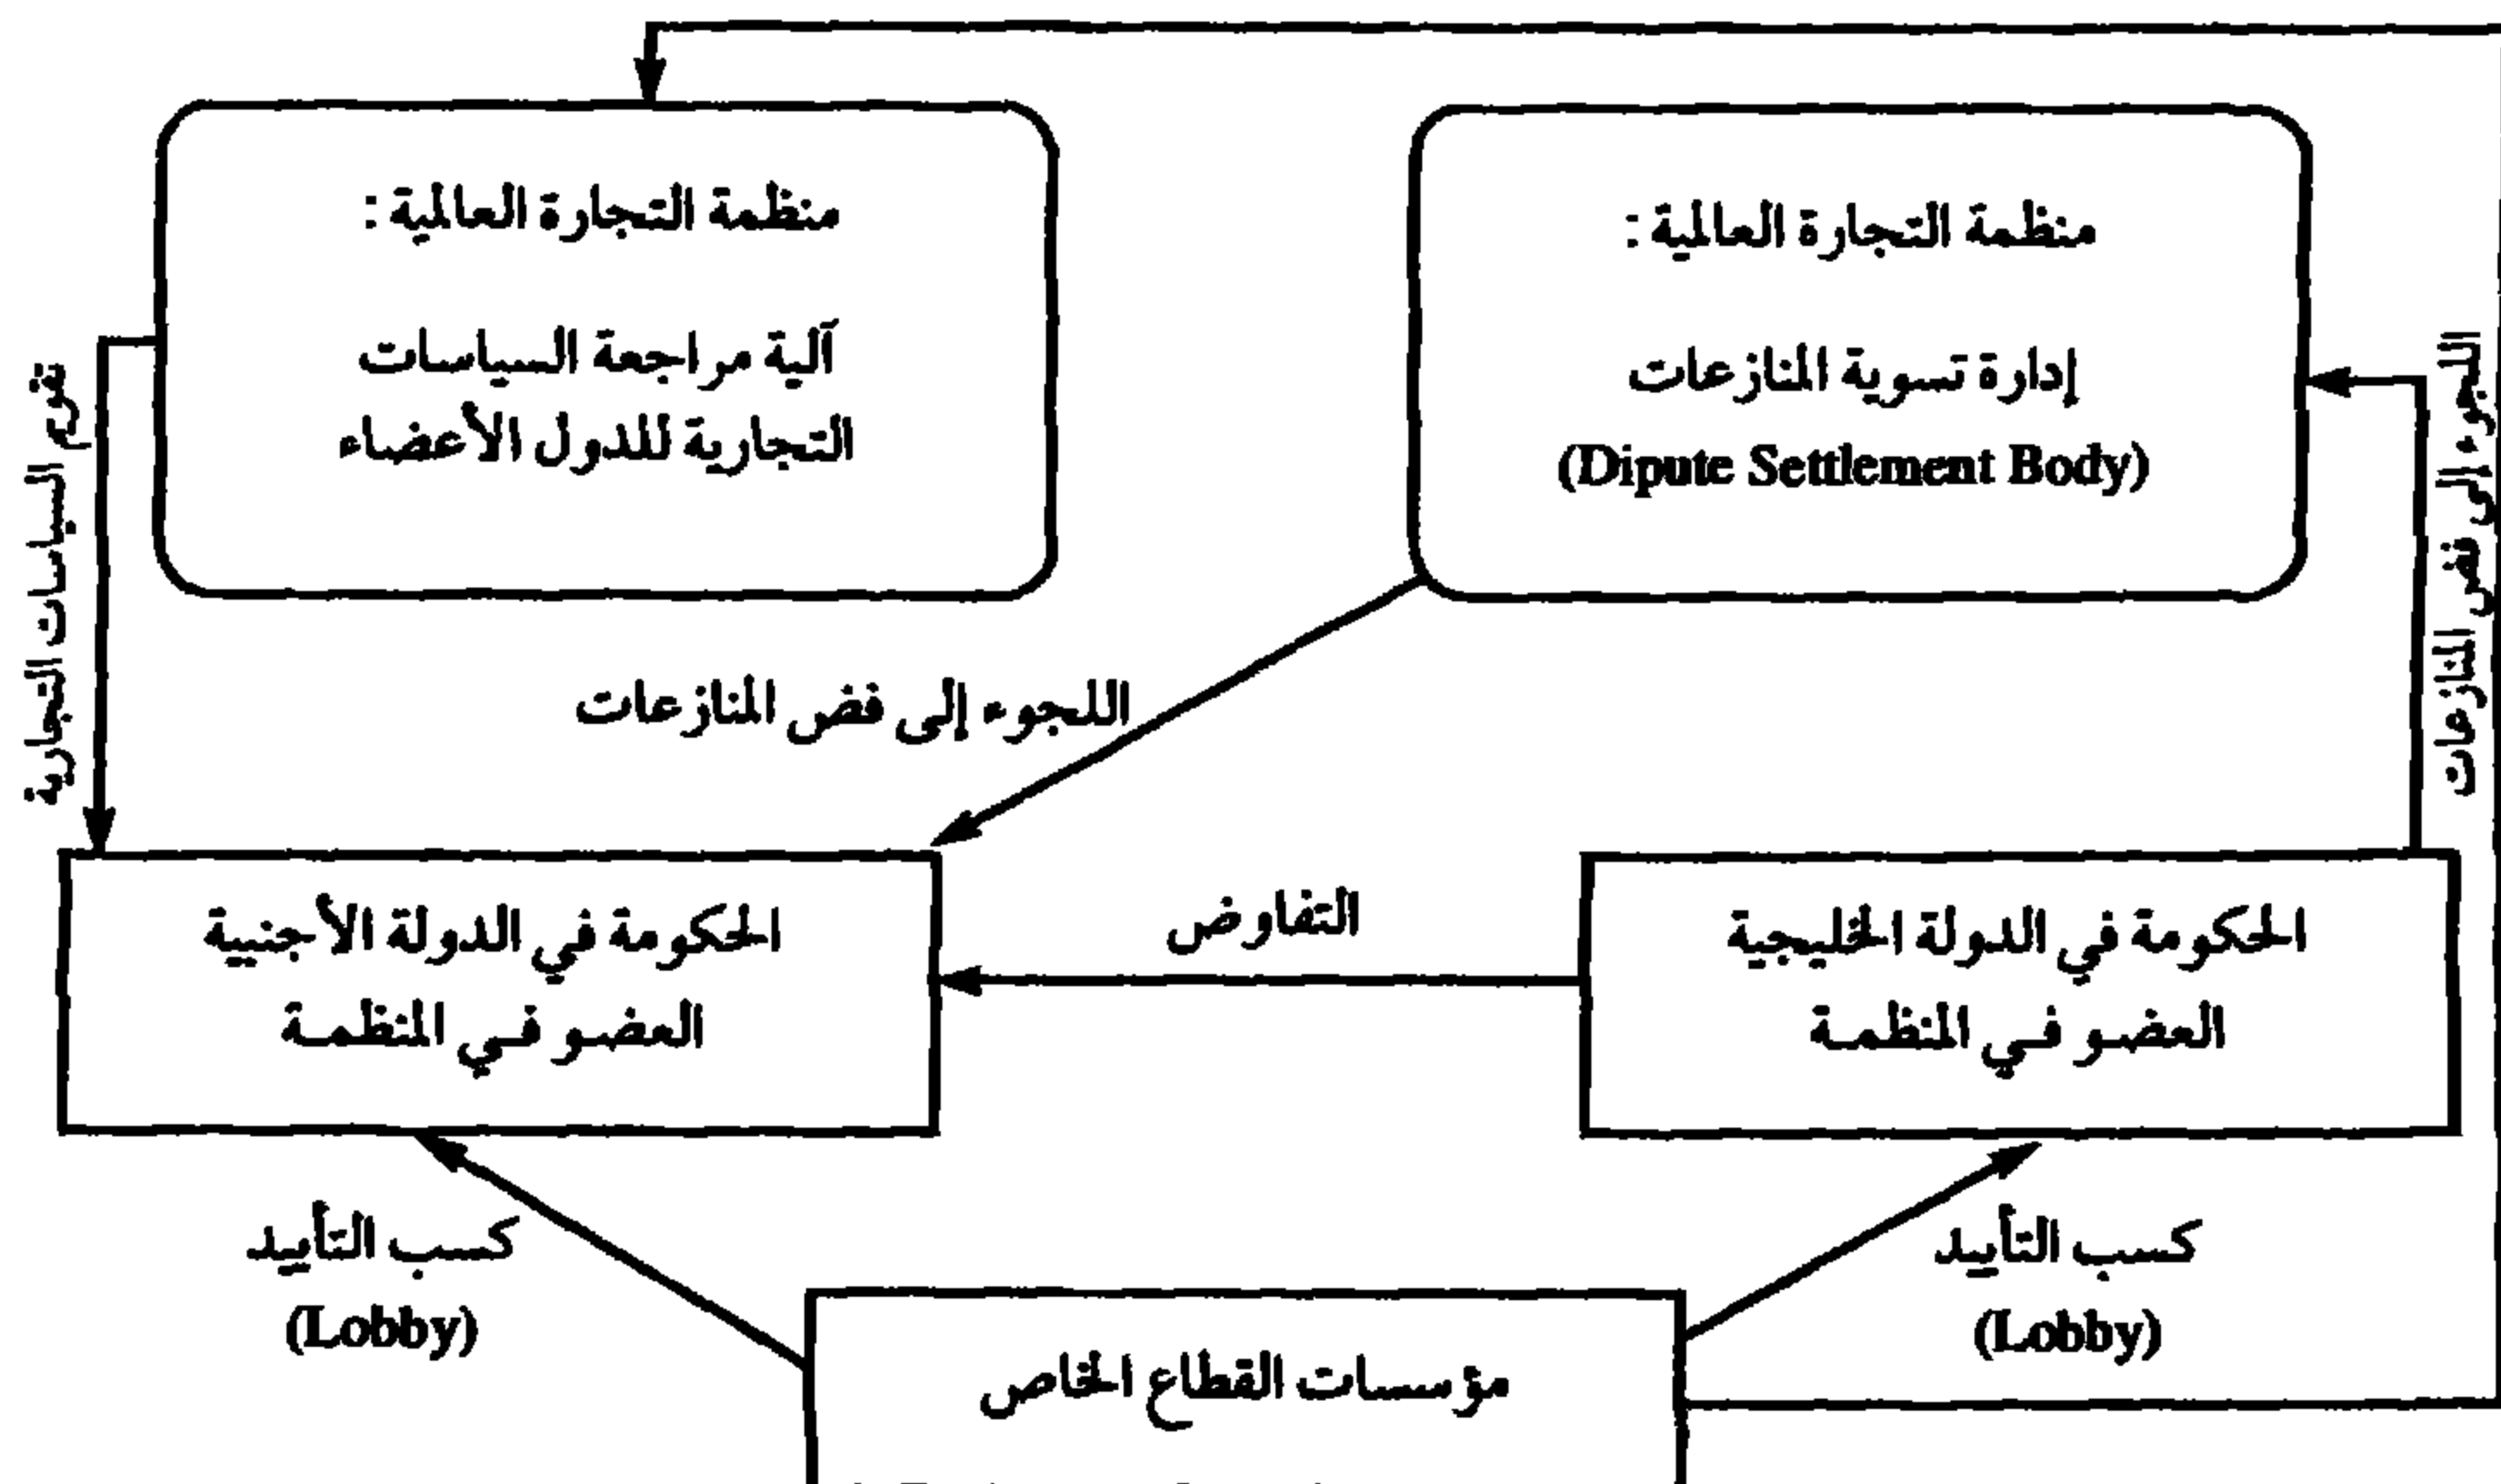 منظمة التجارة العالمية :
إدارة تسوية المنازعات
(Dipute Settlement Body)
منظمة التجارة العالمية :
آلية مراجعة السياسات
التجارية للدول الأعضاء
اللجوء إلى فض المنازعات
السياسات التجارية
اللجوء إلى فض المنازعات
الحكومة في الدولة الخليجية
العضو في المنظمة
التفاوض
الحكومة في الدولة الأجنبية
العضو في المنظمة
كسب التأييد
(Lobby)
كسب التأييد
(Lobby)
مؤسسات القطاع الخاص